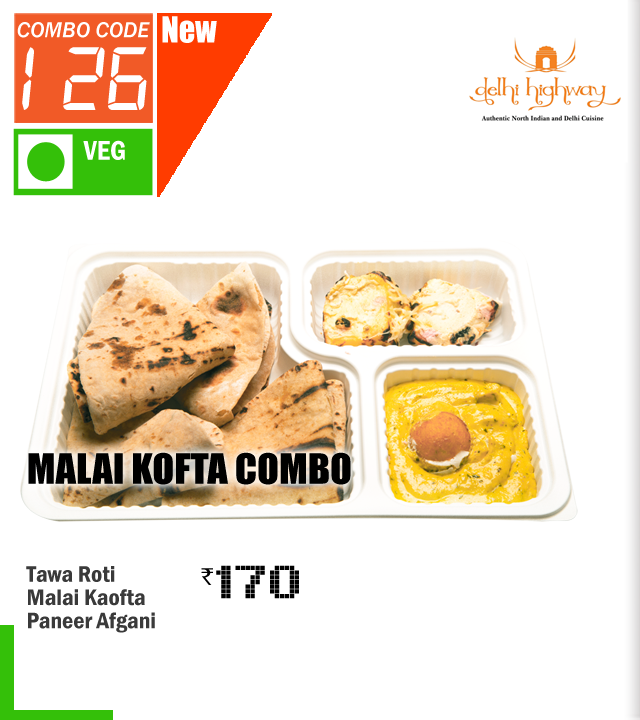 COMBO CODE
126
New
VEG
delhi highway
Authentic North Indian and Delhi Cuisine
MALAI KOFTA COMBO
Tawa Roti
₹170
Malai Kaofta
Paneer Afgani